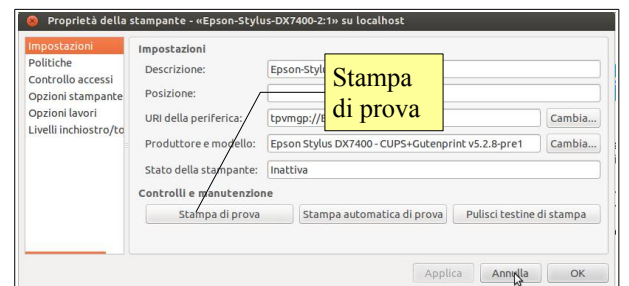 Proprietà della stampante - «Epson-Stylus-DX7400-2:1» su localhost
Impostazioni
Politiche
Controllo accessi
Opzioni stampante
Opzioni lavori
Livelli inchiostro/to
Impostazioni
Descrizione:
Posizione:
URI della periferica: tpvmgp:// Cambia...
Produttore e modello: Epson Stylus DX7400 - CUPS+Gutenprint v5.2.8-pre1 Cambia...
Stato della stampante: Inattiva
Controlli e manutenzione
Stampa di prova Stampa automatica di prova Pulisci testine di stampa
Applica Annulla OK
Stampa
di prova